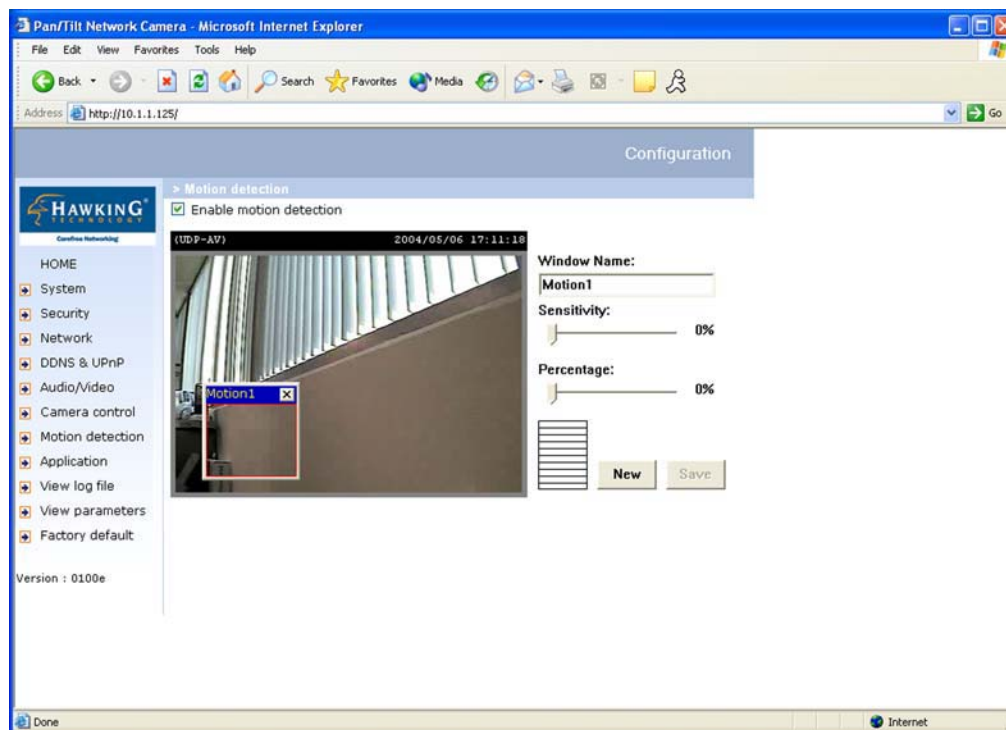 Pan/Tilt Network Camera - Microsoft Internet Explorer
File Edit View Favorites Tools Help
Back Search Favorites Media
Address http://10.1.1.125/ Go
Configuration
> Motion detection
HAWKING
TECHNOLOGY
Carefree Networking
Enable motion detection
(UDP-AV) 2004/05/06 17:11:18
Motion1
HOME
System
Security
Network
DDNS & UPnP
Audio/Video
Camera control
Motion detection
Application
View log file
View parameters
Factory default
Version : 0100e
Window Name:
Motion1
Sensitivity:
0%
Percentage:
0%
New Save
Done Internet